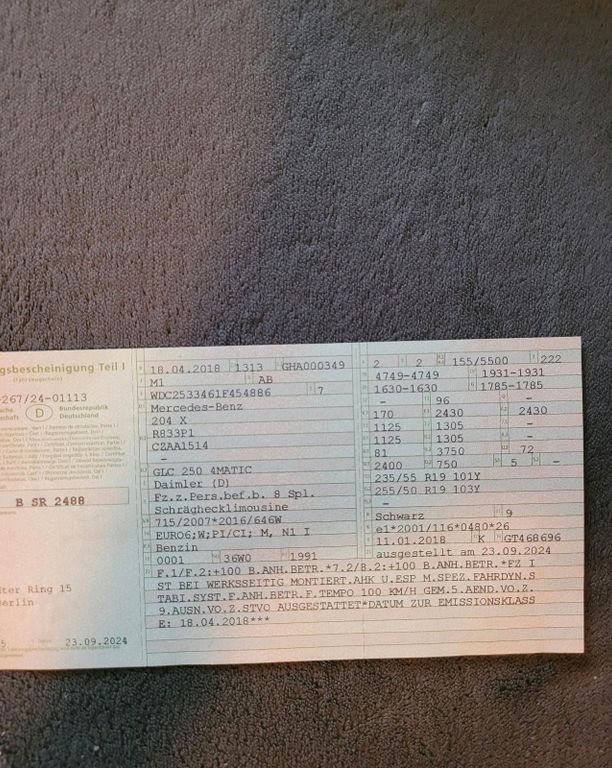 gsbescheinigung Teil I
(Fahrzeugschein)
-267/24-01113
D
Bundesrepublik
Deutschland
B SR 2488
ter Ring 15
erlin
5 23.09.2024
18.04.2018 1313 GHA000349
M1 AB
WDC2533461F454886 7
Mercedes-Benz
204 X
R833P1
CZAA1514
–
GLC 250 4MATIC
Daimler (D)
Fz.z.Pers.bef.b. 8 Spl.
Schräghecklimousine
715/2007*2016/646W
EURO6;W;PI/CI; M, N1 I
Benzin
0001 36W0 1991
2 2 155/5500 222
4749-4749 1931-1931
1630-1630 1785-1785
– 96 –
170 2430 2430
1125 1305 –
1125 1305 –
81 3750 72
2400 750 5 –
235/55 R19 101Y
255/50 R19 103Y
–
Schwarz 9
e1*2001/116*0480*26
11.01.2018 K GT468696
ausgestellt am 23.09.2024
F.1/F.2:+100 B.ANH.BETR.*7.2/8.2:+100 B.ANH.BETR.*FZ I
ST BEI WERKSSEITIG MONTIERT.AHK U.ESP M.SPEZ.FAHRDYN.S
TABI.SYST.F.ANH.BETR.F.TEMPO 100 KM/H GEM.5.AEND.VO.Z.
9.AUSN.VO.Z.STVO AUSGESTATTET*DATUM ZUR EMISSIONSKLASS
E: 18.04.2018***